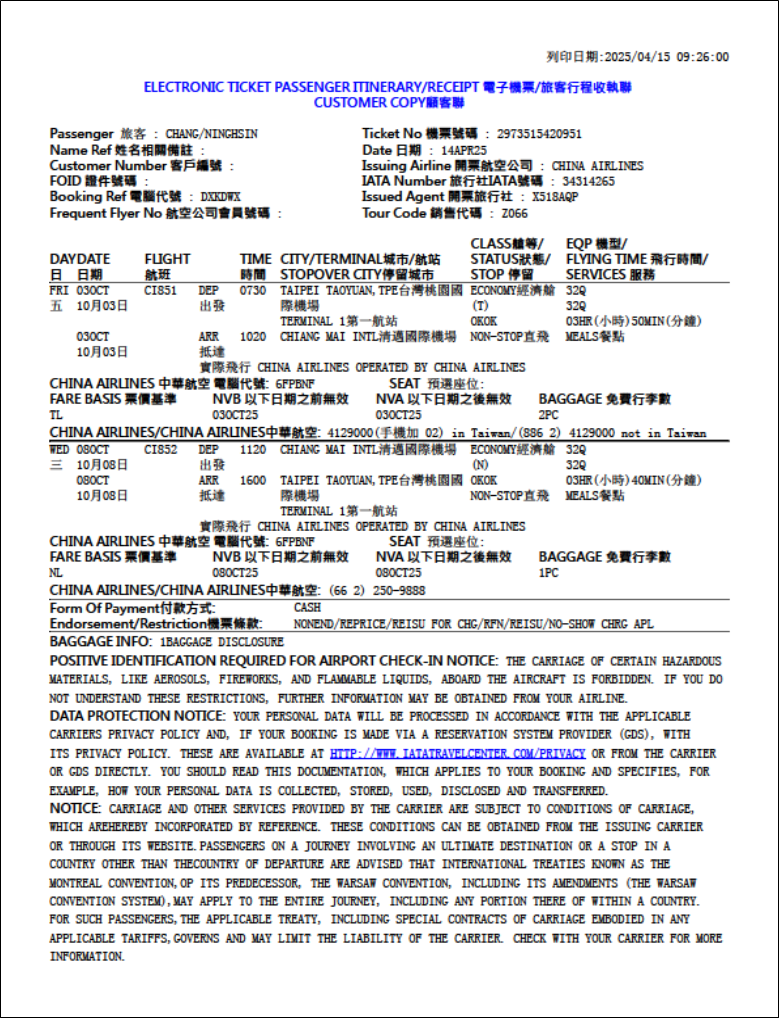 列印日期:2025/04/15 09:26:00
ELECTRONIC TICKET PASSENGER ITINERARY/RECEIPT 電子機票/旅客行程收執聯
CUSTOMER COPY顧客聯
Passenger 旅客 : CHANG/NINGHSIN Ticket No 機票號碼 : 2973515420951
Name Ref 姓名相關備註 : Date 日期 : 14APR25
Customer Number 客戶編號 : Issuing Airline 開票航空公司 : CHINA AIRLINES
FOID 證件號碼 : IATA Number 旅行社IATA號碼 : 34314265
Booking Ref 電腦代號 : DXKDWX Issued Agent 開票旅行社 : X518AQP
Frequent Flyer No 航空公司會員號碼 : Tour Code 銷售代碼 : Z066
CLASS艙等/ EQP 機型/
DAY DATE FLIGHT TIME CITY/TERMINAL城市/航站 STATUS狀態/ FLYING TIME 飛行時間/
日 日期 航班 時間 STOPOVER CITY停留城市 STOP 停留 SERVICES 服務
FRI 03OCT CI851 DEP 0730 TAIPEI TAOYUAN,TPE台灣桃園國 ECONOMY經濟艙 32Q
五 10月03日 出發 際機場 (T) 32Q
TERMINAL 1第一航站 OKOK 03HR(小時)50MIN(分鐘)
03OCT ARR 1020 CHIANG MAI INTL清邁國際機場 NON-STOP直飛 MEALS餐點
10月03日 抵達
實際飛行 CHINA AIRLINES OPERATED BY CHINA AIRLINES
CHINA AIRLINES 中華航空 電腦代號: 6FPBNF SEAT 預選座位:
FARE BASIS 票價基準 NVB 以下日期之前無效 NVA 以下日期之後無效 BAGGAGE 免費行李數
TL 03OCT25 03OCT25 2PC
CHINA AIRLINES/CHINA AIRLINES中華航空: 4129000(手機加 02) in Taiwan/(886 2) 4129000 not in Taiwan
WED 08OCT CI852 DEP 1120 CHIANG MAI INTL清邁國際機場 ECONOMY經濟艙 32Q
三 10月08日 出發 (N) 32Q
08OCT ARR 1600 TAIPEI TAOYUAN,TPE台灣桃園國 OKOK 03HR(小時)40MIN(分鐘)
10月08日 抵達 際機場 NON-STOP直飛 MEALS餐點
TERMINAL 1第一航站
實際飛行 CHINA AIRLINES OPERATED BY CHINA AIRLINES
CHINA AIRLINES 中華航空 電腦代號: 6FPBNF SEAT 預選座位:
FARE BASIS 票價基準 NVB 以下日期之前無效 NVA 以下日期之後無效 BAGGAGE 免費行李數
NL 08OCT25 08OCT25 1PC
CHINA AIRLINES/CHINA AIRLINES中華航空: (66 2) 250-9888
Form Of Payment付款方式: CASH
Endorsement/Restriction機票條款: NONEND/REPRICE/REISU FOR CHG/RFN/REISU/NO-SHOW CHRG APL
BAGGAGE INFO: 1BAGGAGE DISCLOSURE
POSITIVE IDENTIFICATION REQUIRED FOR AIRPORT CHECK-IN NOTICE: THE CARRIAGE OF CERTAIN HAZARDOUS
MATERIALS, LIKE AEROSOLS, FIREWORKS, AND FLAMMABLE LIQUIDS, ABOARD THE AIRCRAFT IS FORBIDDEN. IF YOU DO
NOT UNDERSTAND THESE RESTRICTIONS, FURTHER INFORMATION MAY BE OBTAINED FROM YOUR AIRLINE.
DATA PROTECTION NOTICE: YOUR PERSONAL DATA WILL BE PROCESSED IN ACCORDANCE WITH THE APPLICABLE
CARRIERS PRIVACY POLICY AND, IF YOUR BOOKING IS MADE VIA A RESERVATION SYSTEM PROVIDER (GDS), WITH
ITS PRIVACY POLICY. THESE ARE AVAILABLE AT HTTP://WWW.IATATRAVELCENTER.COM/PRIVACY OR FROM THE CARRIER
OR GDS DIRECTLY. YOU SHOULD READ THIS DOCUMENTATION, WHICH APPLIES TO YOUR BOOKING AND SPECIFIES, FOR
EXAMPLE, HOW YOUR PERSONAL DATA IS COLLECTED, STORED, USED, DISCLOSED AND TRANSFERRED.
NOTICE: CARRIAGE AND OTHER SERVICES PROVIDED BY THE CARRIER ARE SUBJECT TO CONDITIONS OF CARRIAGE,
WHICH AREHEREBY INCORPORATED BY REFERENCE. THESE CONDITIONS CAN BE OBTAINED FROM THE ISSUING CARRIER
OR THROUGH ITS WEBSITE.PASSENGERS ON A JOURNEY INVOLVING AN ULTIMATE DESTINATION OR A STOP IN A
COUNTRY OTHER THAN THECOUNTRY OF DEPARTURE ARE ADVISED THAT INTERNATIONAL TREATIES KNOWN AS THE
MONTREAL CONVENTION,OP ITS PREDECESSOR, THE WARSAW CONVENTION, INCLUDING ITS AMENDMENTS (THE WARSAW
CONVENTION SYSTEM),MAY APPLY TO THE ENTIRE JOURNEY, INCLUDING ANY PORTION THERE OF WITHIN A COUNTRY.
FOR SUCH PASSENGERS,THE APPLICABLE TREATY, INCLUDING SPECIAL CONTRACTS OF CARRIAGE EMBODIED IN ANY
APPLICABLE TARIFFS,GOVERNS AND MAY LIMIT THE LIABILITY OF THE CARRIER. CHECK WITH YOUR CARRIER FOR MORE
INFORMATION.